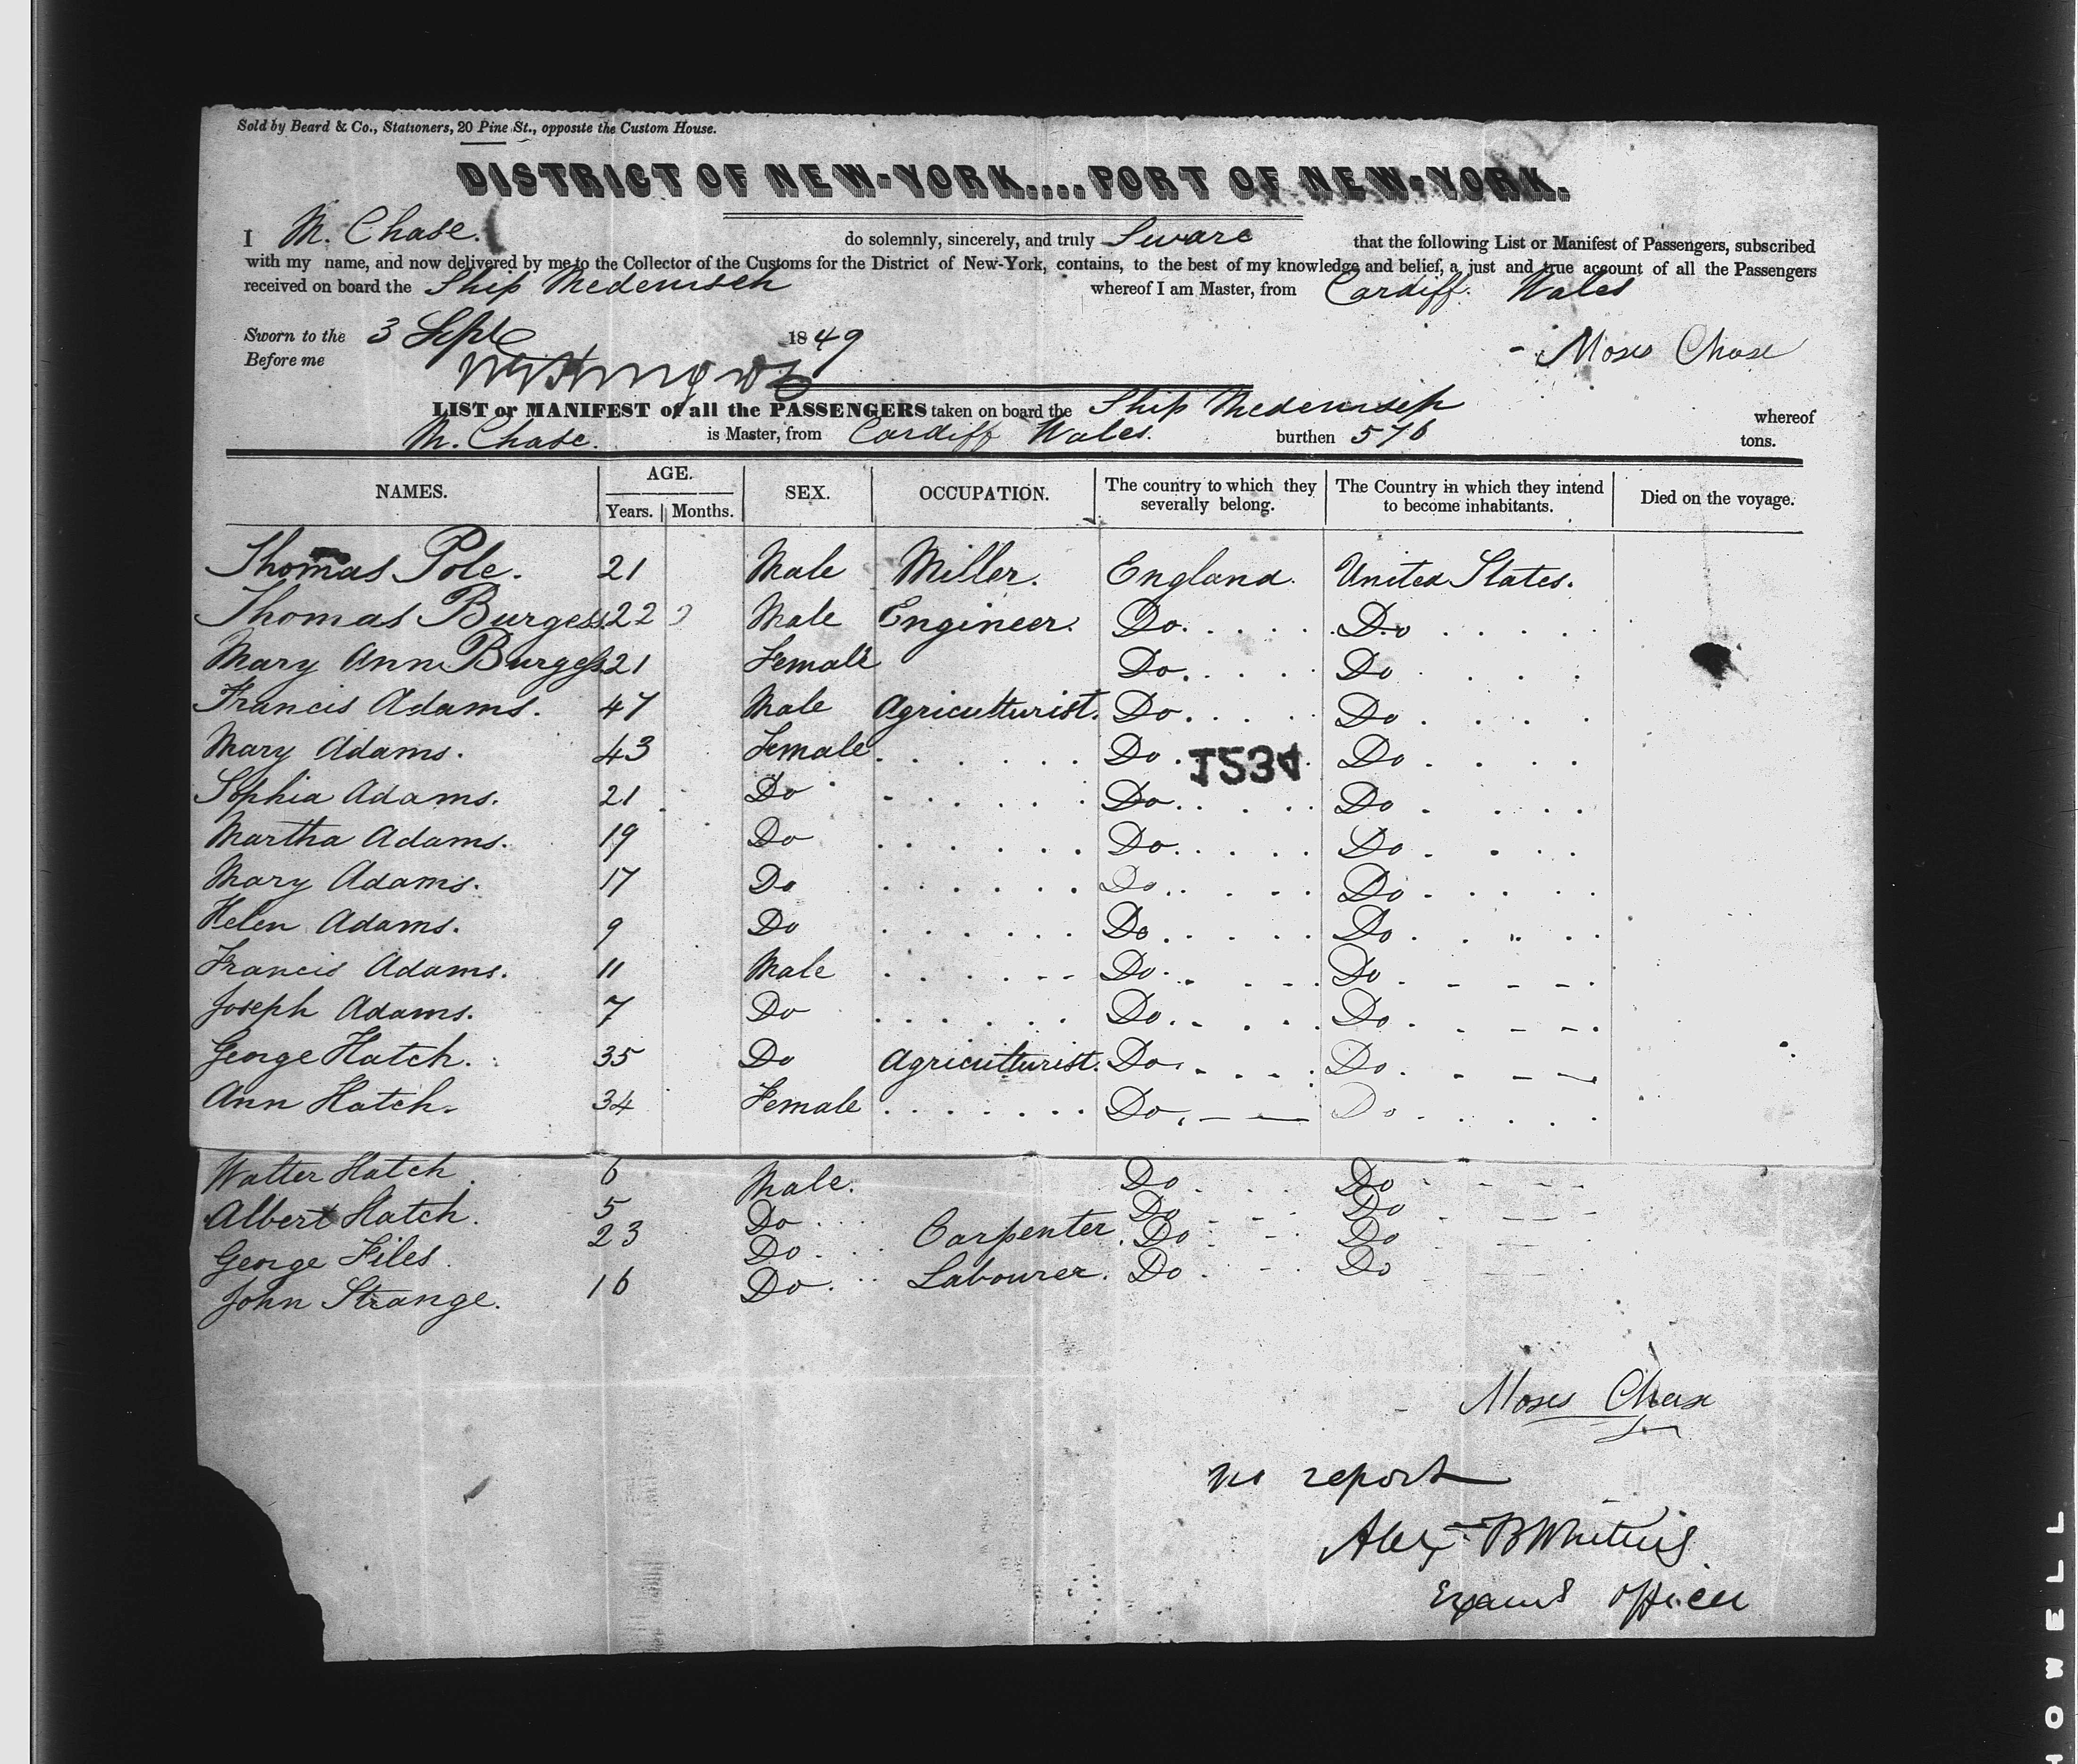 Sold by Beard & Co., Stationers, 20 Pine St., opposite the Custom House.
DISTRICT OF NEW-YORK....PORT OF NEW-YORK.
I M. Chase. do solemnly, sincerely, and truly Sware that the following List or Manifest of Passengers, subscribed
with my name, and now delivered by me to the Collector of the Customs for the District of New-York, contains, to the best of my knowledge and belief, a just and true account of all the Passengers
received on board the Ship whereof I am Master, from Cardiff. Wales
Sworn to the 3 Sept 1849
Before me
Moses Chase
LIST or MANIFEST of all the PASSENGERS taken on board the Ship whereof
M. Chase. is Master, from Cardiff Wales. burthen 576 tons.
NAMES. AGE. Years. Months. SEX. OCCUPATION. The country to which they severally belong. The Country in which they intend to become inhabitants. Died on the voyage.
Thomas Pole. 21 Male Miller. England. United States.
Thomas Burgess. 22 Male Engineer. Do. Do
Mary Ann Burgess. 21 Female Do. Do
Francis Adams. 47 Male Agriculturist. Do. Do
Mary Adams. 43 Female Do Do
1234
Sophia Adams. 21 Do Do Do
Martha Adams. 19 Do Do Do
Mary Adams. 17 Do Do Do
Helen Adams. 9 Do Do Do
Francis Adams. 11 Male Do Do
Joseph Adams. 7 Do Do Do
George Hatch. 35 Do Agriculturist. Do Do
Ann Hatch. 34 Female Do Do
Walter Hatch. 6 Male. Do Do
Albert Hatch. 5 Do Do Do
George Files. 23 Do Carpenter. Do Do
John Strange. 16 Do Labourer. Do Do
Moses Chase
no report
Alex B Whiting
officer
HOWELL